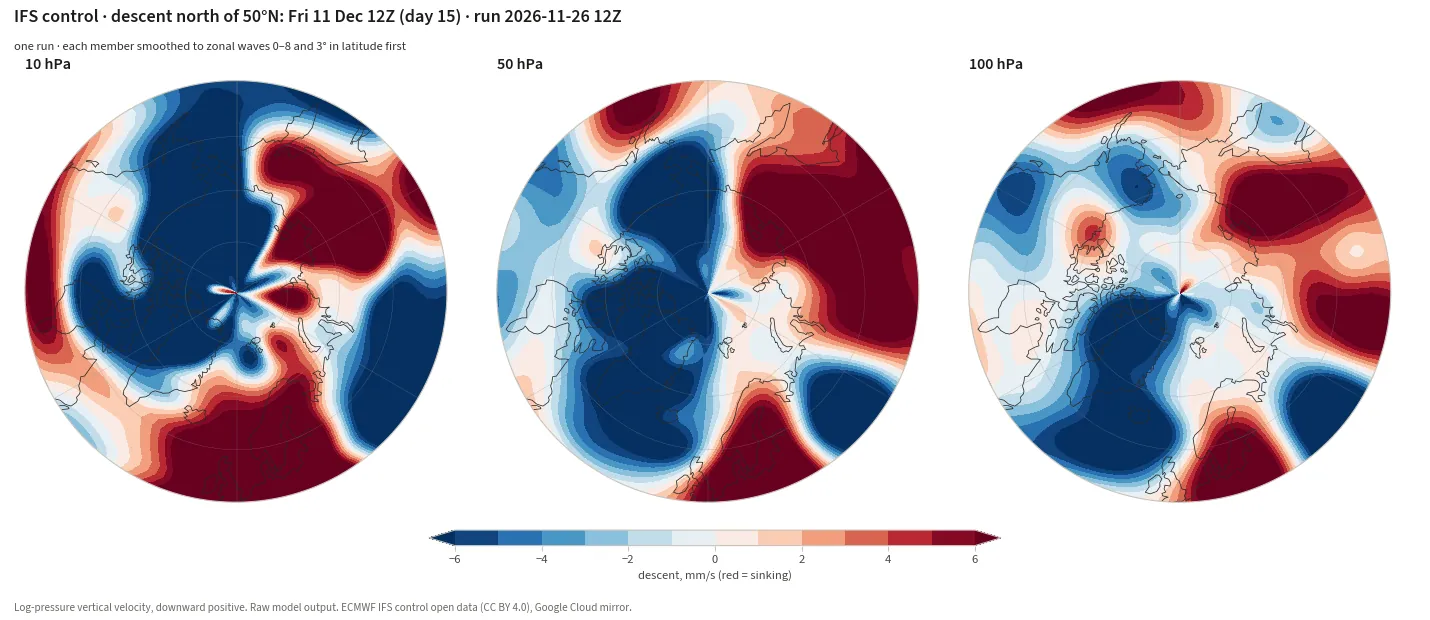 IFS control · descent north of 50°N: Fri 11 Dec 12Z (day 15) · run 2026-11-26 12Z
one run · each member smoothed to zonal waves 0–8 and 3° in latitude first
10 hPa
50 hPa
100 hPa
−6 −4 −2 0 2 4 6
descent, mm/s (red = sinking)
Log-pressure vertical velocity, downward positive. Raw model output. ECMWF IFS control open data (CC BY 4.0), Google Cloud mirror.